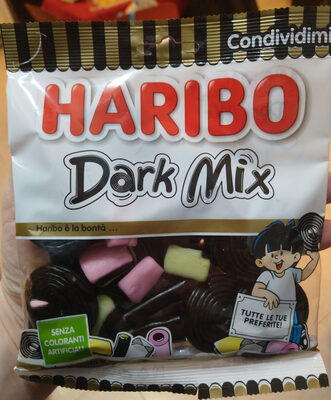 Condividimi
HARIBO
Dark Mix
Haribo è la bontà ...
SENZA
COLORANTI
ARTIFICIALI
TUTTE LE TUE
PREFERITE!